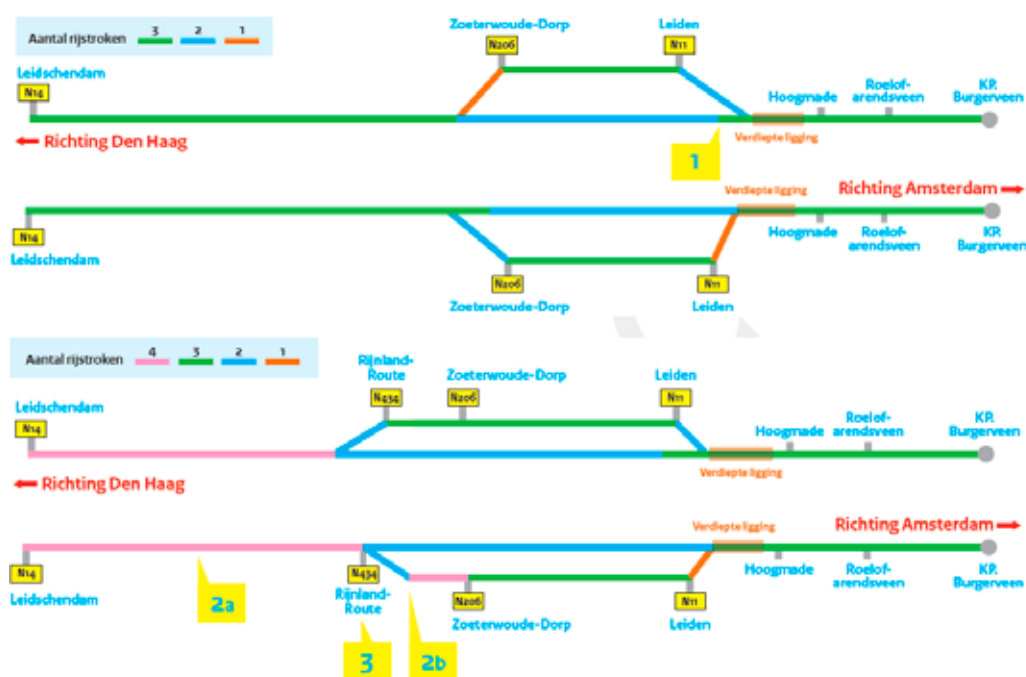 Aantal rijstroken 3 2 1
Zoeterwoude-Dorp
Leiden
N206
N11
Leidschendam
N14
Hoogmade
Roelof-
arendsveen
KP.
Burgerveen
Richting Den Haag
Verdiepte ligging
1
Verdiepte ligging
Richting Amsterdam
N14
Leidschendam
Hoogmade
Roelof-
arendsveen
KP.
Burgerveen
N206
N11
Zoeterwoude-Dorp
Leiden
Aantal rijstroken 4 3 2 1
Rijnland-
Route
Zoeterwoude-Dorp
Leiden
N434
N206
N11
Leidschendam
N14
Hoogmade
Roelof-
arendsveen
KP.
Burgerveen
Verdiepte ligging
Richting Den Haag
Verdiepte ligging
Richting Amsterdam
N14
Leidschendam
N434
Rijnland-
Route
Hoogmade
Roelof-
arendsveen
KP.
Burgerveen
2a
N206
N11
Zoeterwoude-Dorp
Leiden
3
2b